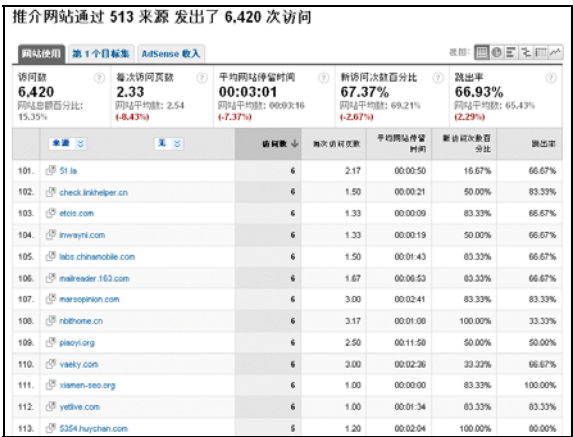 推介网站通过 513 来源 发出了 6,420 次访问
网站使用 第 1 个目标集 AdSense 收入 视图:
访问数 每次访问页数 平均网站停留时间 新访问次数百分比 跳出率
6,420 2.33 00:03:01 67.37% 66.93%
网站总额百分比: 网站平均数: 2.54 网站平均数: 00:03:16 网站平均数: 69.21% 网站平均数: 65.43%
15.35% (-8.43%) (-7.37%) (-2.67%) (2.29%)
来源 无 访问数 每次访问页数 平均网站停留时间 新访问次数百分比 跳出率
101. 51.la 6 2.17 00:00:50 16.67% 66.67%
102. check.linkhelper.cn 6 1.50 00:00:21 50.00% 83.33%
103. etcis.com 6 1.33 00:00:09 83.33% 66.67%
104. inwayni.com 6 1.33 00:00:19 50.00% 66.67%
105. labs.chinamobile.com 6 1.50 00:01:43 83.33% 66.67%
106. mailreader.163.com 6 1.67 00:06:53 83.33% 66.67%
107. marsopinion.com 6 3.00 00:02:41 83.33% 83.33%
108. nbithome.cn 6 3.17 00:01:08 100.00% 33.33%
109. piaoyi.org 6 2.50 00:11:58 50.00% 50.00%
110. vaeky.com 6 3.00 00:02:36 33.33% 66.67%
111. xiamen-seo.org 6 1.00 00:00:00 83.33% 100.00%
112. yetlive.com 6 1.00 00:01:34 83.33% 83.33%
113. 5354.huychan.com 5 1.20 00:02:04 100.00% 80.00%